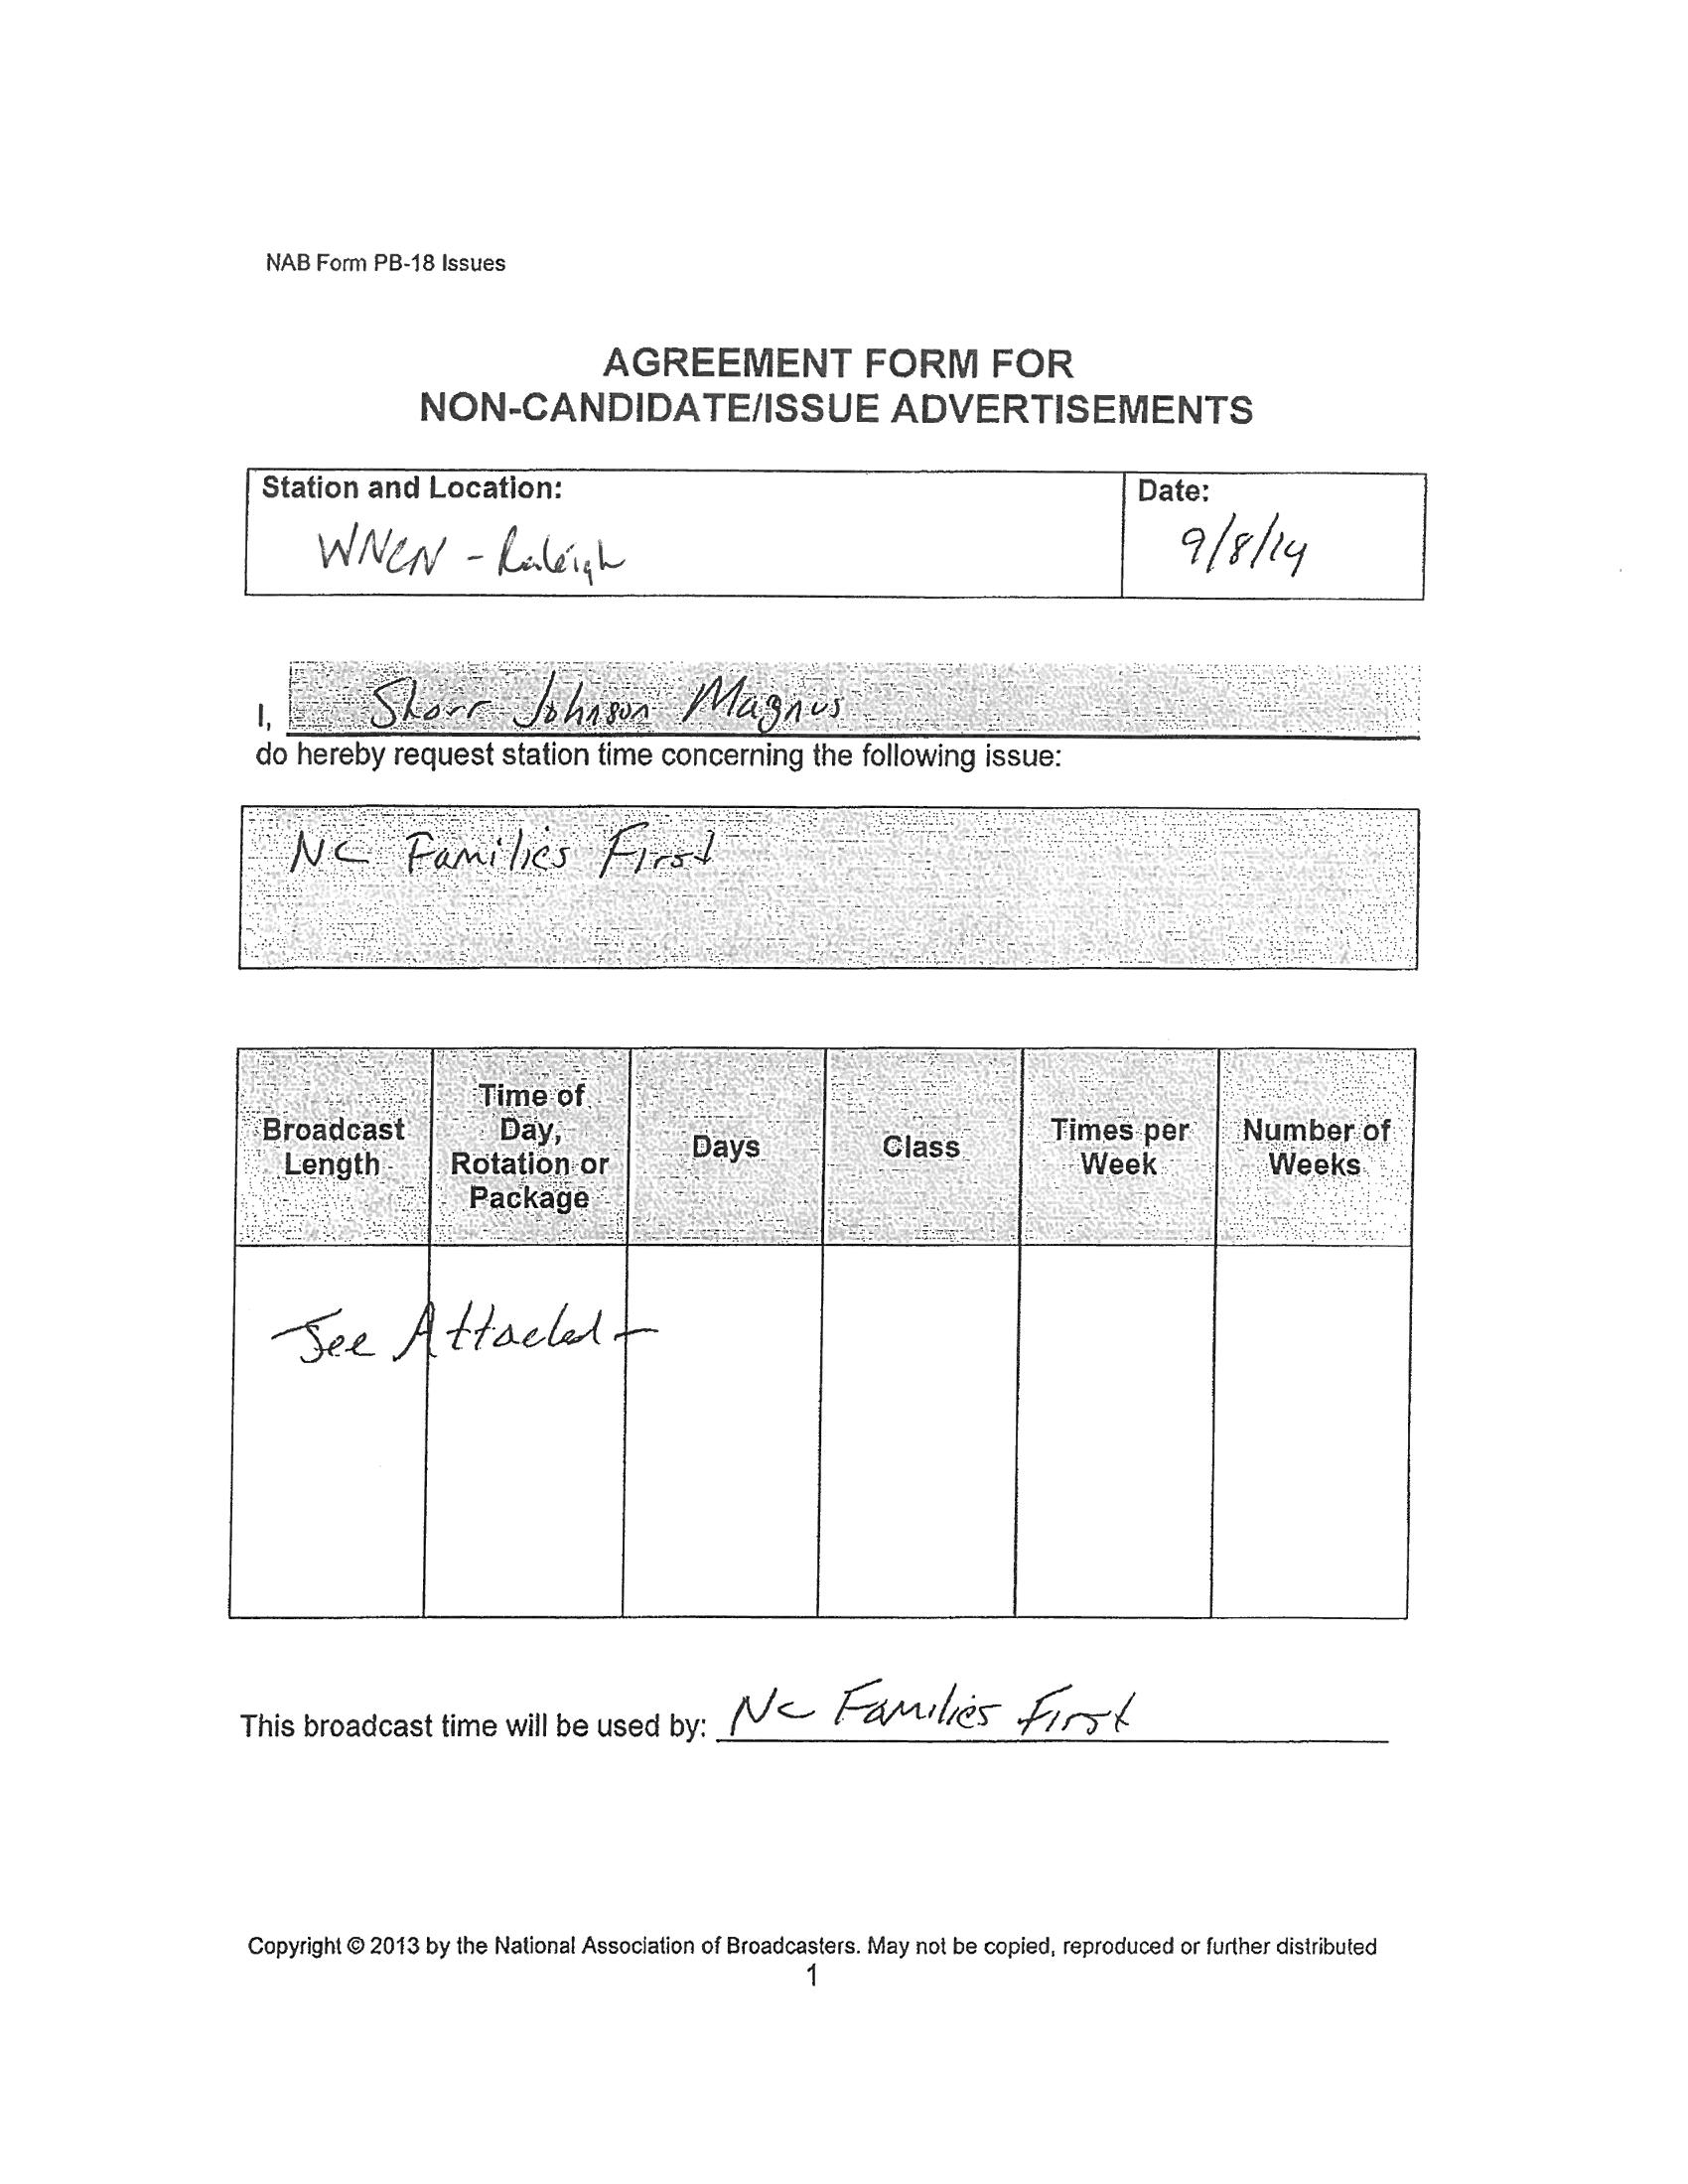 NAB Form PB-18 Issues
AGREEMENT FORM FOR
NON-CANDIDATE/ISSUE ADVERTISEMENTS
Station and Location:
Date:
WNCN - Raleigh
9/8/14
I, Shorr Johnson Magnus
do hereby request station time concerning the following issue:
NC Families First
Broadcast Length
Time of Day, Rotation or Package
Days
Class
Times per Week
Number of Weeks
-See Attached-
This broadcast time will be used by: NC Families First
Copyright © 2013 by the National Association of Broadcasters. May not be copied, reproduced or further distributed
1